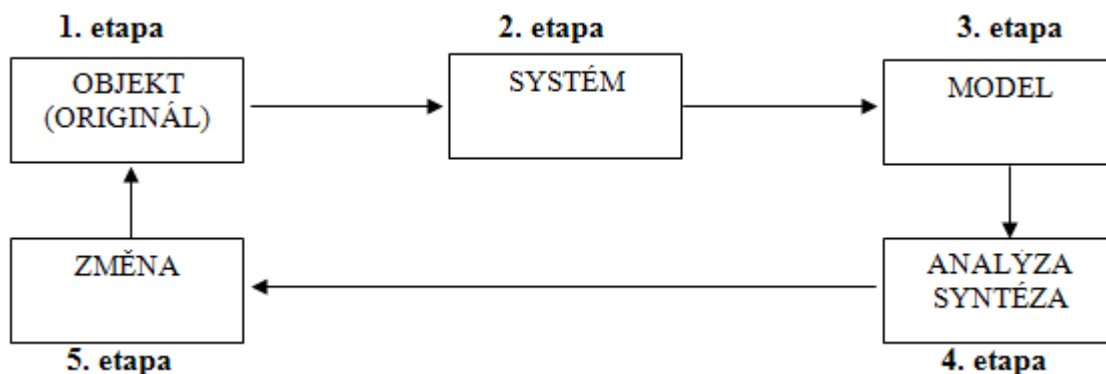 1. etapa
2. etapa
3. etapa
OBJEKT
(ORIGINÁL)
SYSTÉM
MODEL
ZMĚNA
ANALÝZA
SYNTÉZA
5. etapa
4. etapa